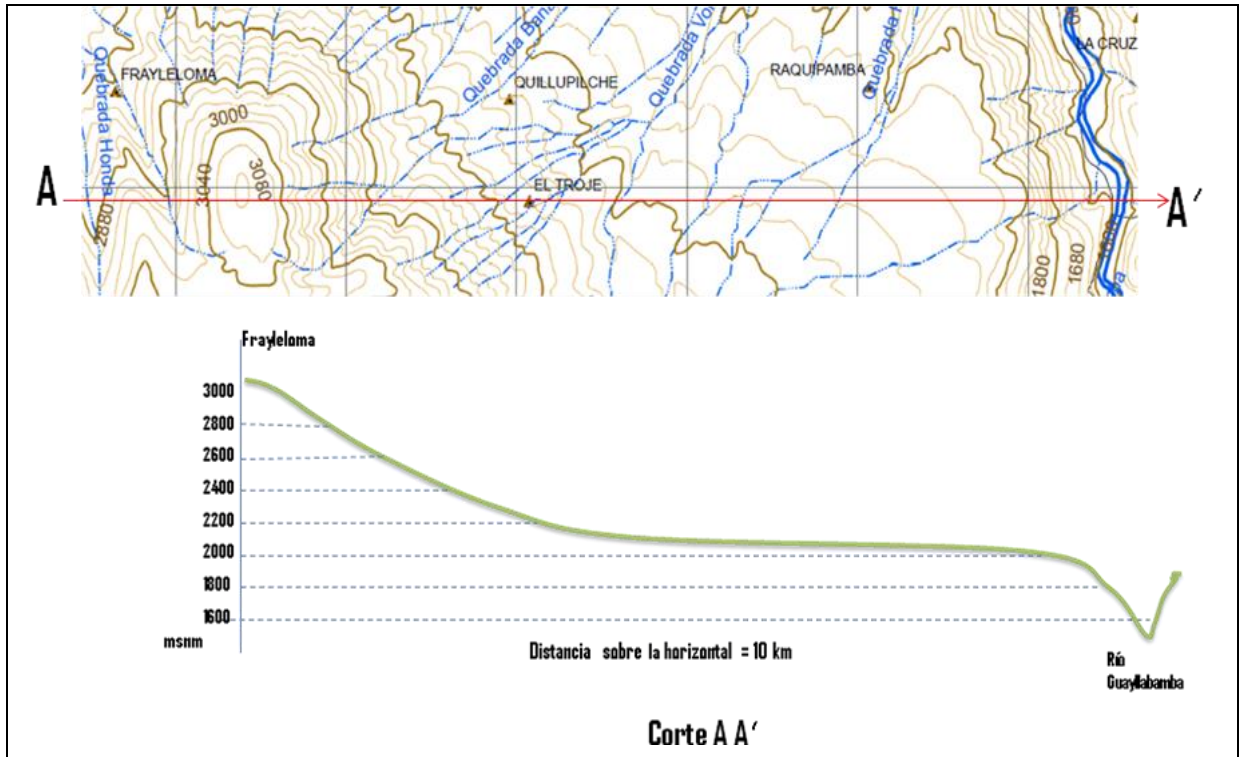 LA CRUZ
FRAYLELOMA
QUILLUPILCHE
RAQUIPAMBA
Quebrada Honda
Quebrada
Quebrada
Quebrada
3000
3040
3080
2880
EL TROJE
A
A´
1800
1680
Frayleloma
3000
2800
2600
2400
2200
2000
1800
1600
msnm
Distancia sobre la horizontal = 10 km
Río
Guayllabamba
Corte A A´